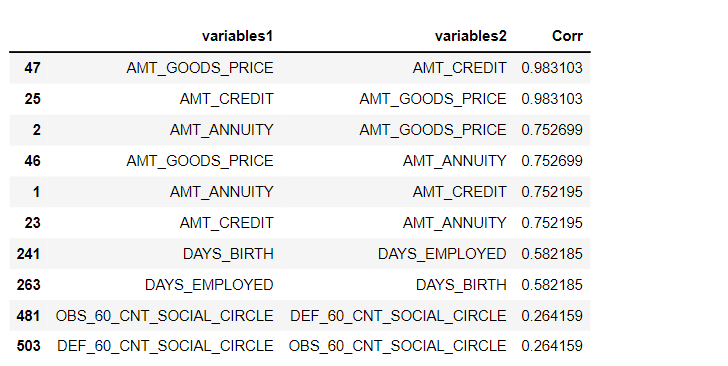 variables1 variables2 Corr
47 AMT_GOODS_PRICE AMT_CREDIT 0.983103
25 AMT_CREDIT AMT_GOODS_PRICE 0.983103
2 AMT_ANNUITY AMT_GOODS_PRICE 0.752699
46 AMT_GOODS_PRICE AMT_ANNUITY 0.752699
1 AMT_ANNUITY AMT_CREDIT 0.752195
23 AMT_CREDIT AMT_ANNUITY 0.752195
241 DAYS_BIRTH DAYS_EMPLOYED 0.582185
263 DAYS_EMPLOYED DAYS_BIRTH 0.582185
481 OBS_60_CNT_SOCIAL_CIRCLE DEF_60_CNT_SOCIAL_CIRCLE 0.264159
503 DEF_60_CNT_SOCIAL_CIRCLE OBS_60_CNT_SOCIAL_CIRCLE 0.264159